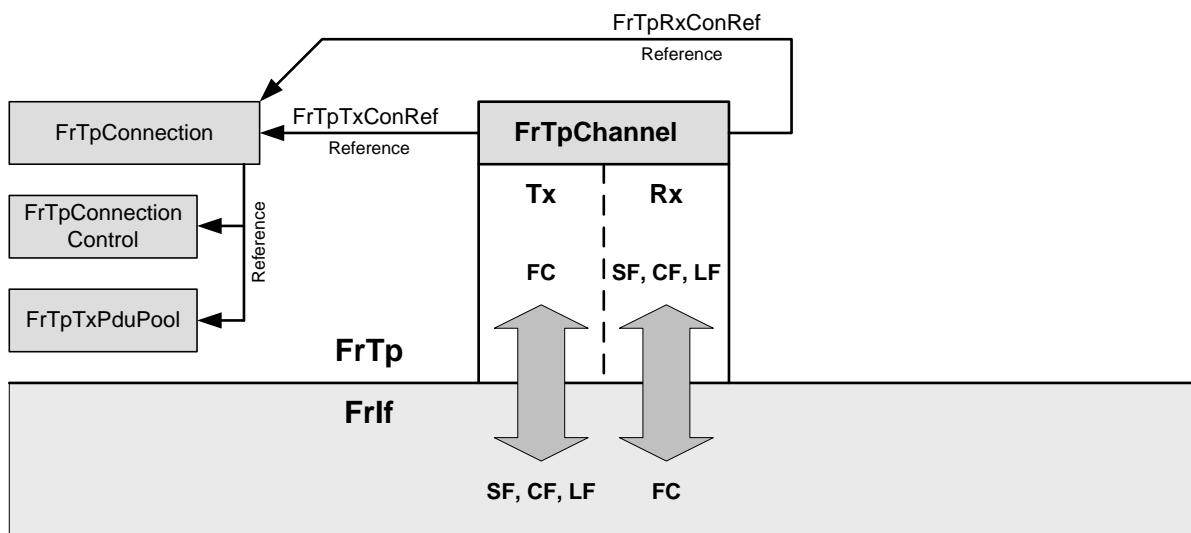 FrTpRxConRef
Reference
FrTpTxConRef
Reference
FrTpConnection
FrTpChannel
Tx
Rx
FrTpConnection
Control
Reference
FC
SF, CF, LF
FrTpTxPduPool
FrTp
FrIf
SF, CF, LF
FC